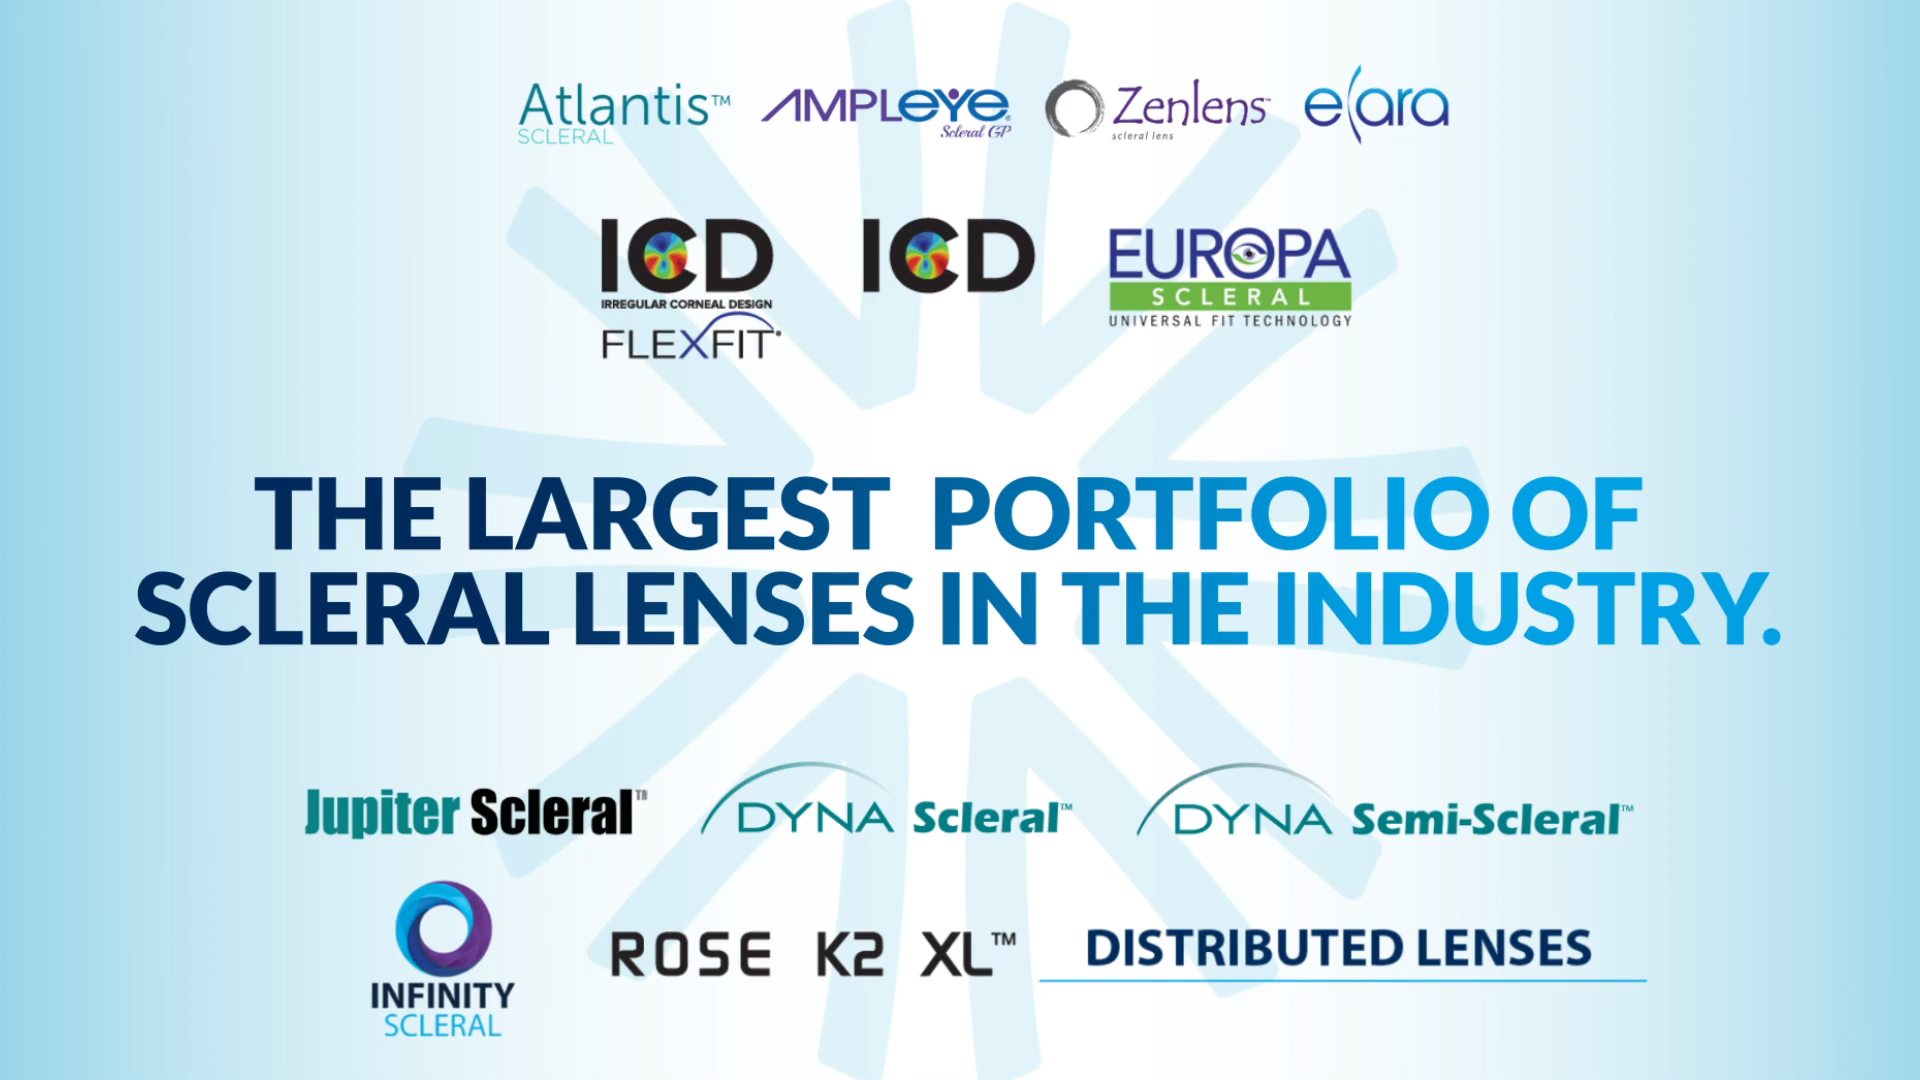 Atlantis™
SCLERAL
AMPLEYE®
Scleral GP
Zenlens™
scleral lens
elara
ICD
IRREGULAR CORNEAL DESIGN
FLEXFIT®
ICD
EUROPA
SCLERAL
UNIVERSAL FIT TECHNOLOGY
THE LARGEST PORTFOLIO OF
SCLERAL LENSES IN THE INDUSTRY.
Jupiter Scleral™
DYNA Scleral™
DYNA Semi-Scleral™
INFINITY
SCLERAL
ROSE K2 XL™
DISTRIBUTED LENSES